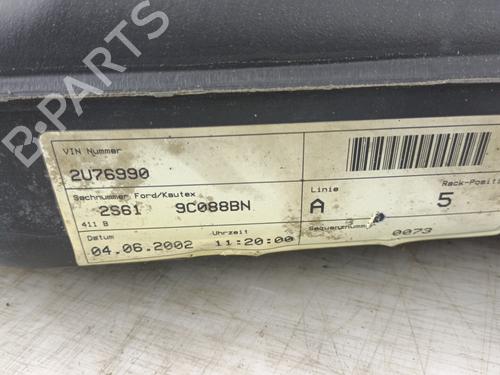 B-PARTS
VIN Nummer
2U76990
Sachnummer Ford/Kautex
2S61 9C088BN
411 B
Datum Uhrzeit
04.06.2002 11:20:00
Linie Rack-Positi
A 5
Sequenznumm
0073